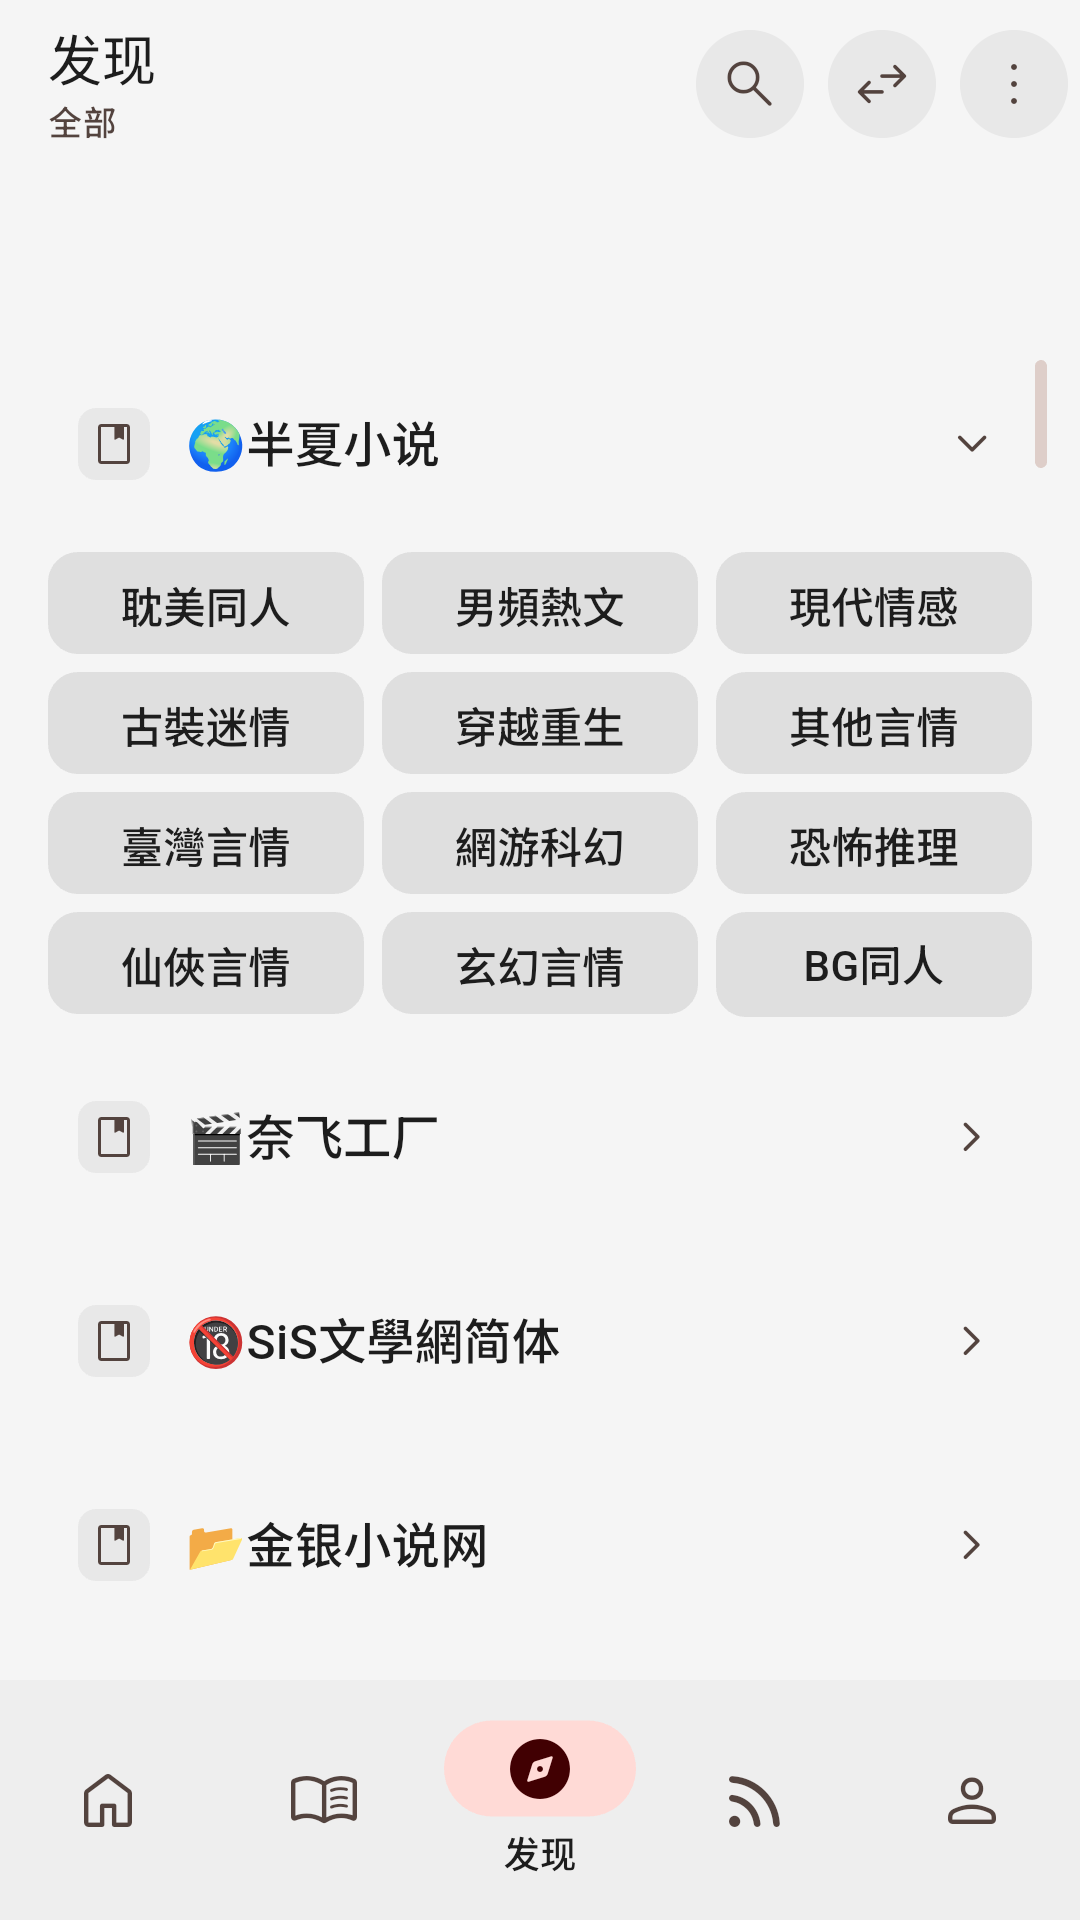 发现
全部
🌍半夏小说
耽美同人 男頻熱文 現代情感
古裝迷情 穿越重生 其他言情
臺灣言情 網游科幻 恐怖推理
仙俠言情 玄幻言情 BG同人
🎬奈飞工厂
🔞SiS文學網简体
📂金银小说网
发现